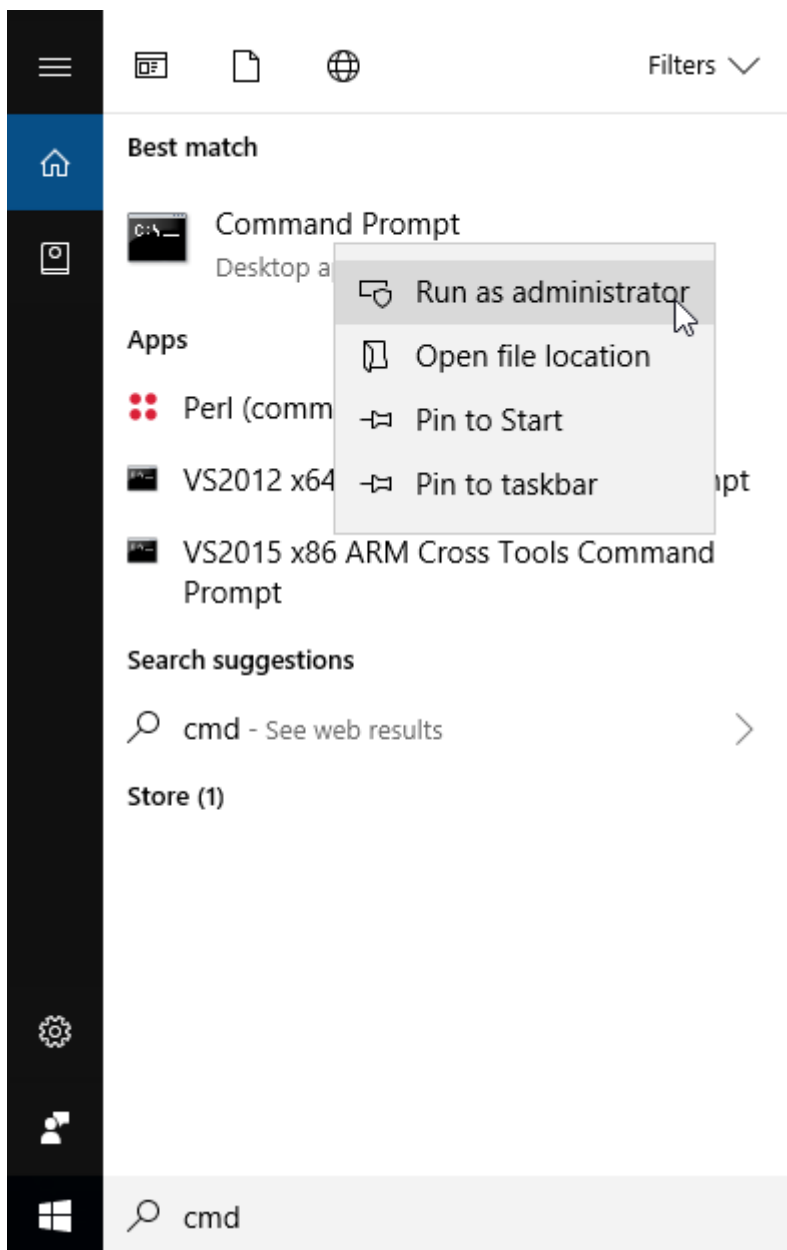 Filters
Best match
C:\
Command Prompt
Desktop
Run as administrator
Apps
Open file location
Perl
Pin to Start
VS2012 x64
Pin to taskbar
VS2015 x86 ARM Cross Tools Command
Prompt
Search suggestions
cmd - See web results
Store (1)
cmd